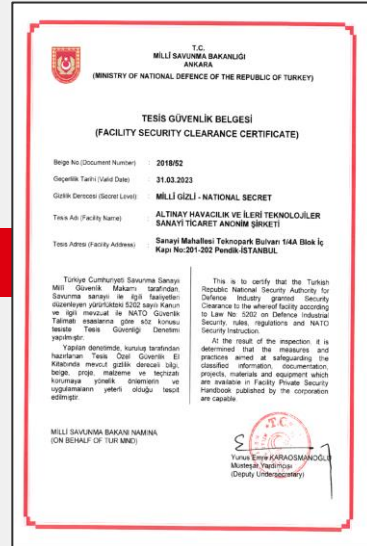 T.C.
MİLLİ SAVUNMA BAKANLIĞI
ANKARA
(MINISTRY OF NATIONAL DEFENCE OF THE REPUBLIC OF TURKEY)
TESİS GÜVENLİK BELGESİ
(FACILITY SECURITY CLEARANCE CERTIFICATE)
Belge No.(Document Number) : 2018/52
Geçerlilik Tarihi (Valid Date) : 31.03.2023
Gizlilik Derecesi (Secret Level) : MİLLİ GİZLİ - NATIONAL SECRET
Tesis Adı (Facility Name) : ALTINAY HAVACILIK VE İLERİ TEKNOLOJİLER
SANAYİ TİCARET ANONİM ŞİRKETİ
Tesis Adresi (Facility Address) : Sanayi Mahallesi Teknopark Bulvarı 1/4A Blok İç
Kapı No:201-202 Pendik-İSTANBUL
Türkiye Cumhuriyeti Savunma Sanayi
Milli Güvenlik Makamı tarafından,
Savunma sanayii ile ilgili faaliyetleri
düzenleyen yürürlükteki 5202 sayılı Kanun
ve ilgili mevzuat ile NATO Güvenlik
Talimatı esaslarına göre söz konusu
tesiste Tesis Güvenliği Denetimi
yapılmıştır.
Yapılan denetimde, kuruluş tarafından
hazırlanan Tesis Özel Güvenlik El
Kitabında mevcut gizlilik dereceli bilgi,
belge, proje, malzeme ve teçhizatı
korumaya yönelik önlemlerin ve
uygulamaların yeterli olduğu tespit
edilmiştir.
This is to certify that the Turkish
Republic National Security Authority for
Defence Industry granted Security
Clearance to the whereof facility according
to Law No. 5202 on Defence Industrial
Security, rules, regulations and NATO
Security Instruction.
At the result of the inspection, it is
determined that the measures and
practices aimed at safeguarding the
classified information, documentation,
projects, materials and equipment which
are available in Facility Private Security
Handbook published by the corporation
are capable.
MİLLİ SAVUNMA BAKANI NAMINA
(ON BEHALF OF TUR MND)
T.C.
Yunus Emre KARAOSMANOĞLU
Müsteşar Yardımcısı
(Deputy Undersecretary)